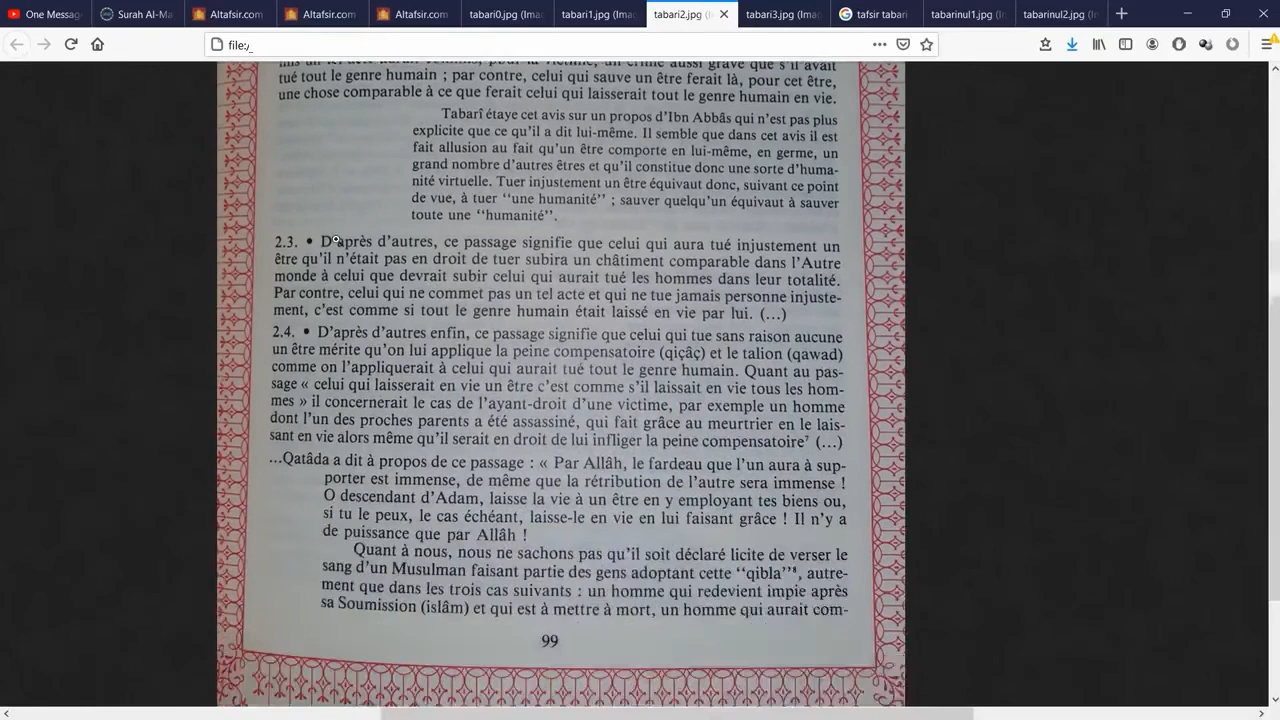 One Messag
Surah Al-Ma
Altafsir.com
Altafsir.com
Altafsir.com
tabari0.jpg (Ima
tabari1.jpg (Ima
tabari2.jpg (I
tabari3.jpg (Ima
tafsir tabari
tabarinul1.jpg (I
tabarinul2.jpg (I
file:/
tué tout le genre humain ; par contre, celui qui sauve un être ferait là, pour cet être,
une chose comparable à ce que ferait celui qui laisserait tout le genre humain en vie.
Tabarî étaye cet avis sur un propos d'Ibn Abbâs qui n'est pas plus
explicite que ce qu'il a dit lui-même. Il semble que dans cet avis il est
fait allusion au fait qu'un être comporte en lui-même, en germe, un
grand nombre d'autres êtres et qu'il constitue donc une sorte d'huma-
nité virtuelle. Tuer injustement un être équivaut donc, suivant ce point
de vue, à tuer ‘‘une humanité’’ ; sauver quelqu'un équivaut à sauver
toute une ‘‘humanité’’.
2.3. • D'après d'autres, ce passage signifie que celui qui aura tué injustement un
être qu'il n'était pas en droit de tuer subira un châtiment comparable dans l'Autre
monde à celui que devrait subir celui qui aurait tué les hommes dans leur totalité.
Par contre, celui qui ne commet pas un tel acte et qui ne tue jamais personne injuste-
ment, c'est comme si tout le genre humain était laissé en vie par lui. (...)
2.4. • D'après d'autres enfin, ce passage signifie que celui qui tue sans raison aucune
un être mérite qu'on lui applique la peine compensatoire (qiçâç) et le talion (qawad)
comme on l'appliquerait à celui qui aurait tué tout le genre humain. Quant au pas-
sage « celui qui laisserait en vie un être c'est comme s'il laissait en vie tous les hom-
mes » il concernerait le cas de l'ayant-droit d'une victime, par exemple un homme
dont l'un des proches parents a été assassiné, qui fait grâce au meurtrier en le lais-
sant en vie alors même qu'il serait en droit de lui infliger la peine compensatoire⁷ (...)
...Qatâda a dit à propos de ce passage : « Par Allâh, le fardeau que l'un aura à sup-
porter est immense, de même que la rétribution de l'autre sera immense !
O descendant d'Adam, laisse la vie à un être en y employant tes biens ou,
si tu le peux, le cas échéant, laisse-le en vie en lui faisant grâce ! Il n'y a
de puissance que par Allâh !
Quant à nous, nous ne sachons pas qu'il soit déclaré licite de verser le
sang d'un Musulman faisant partie des gens adoptant cette ‘‘qibla’’⁸, autre-
ment que dans les trois cas suivants : un homme qui redevient impie après
sa Soumission (islâm) et qui est à mettre à mort, un homme qui aurait com-
99